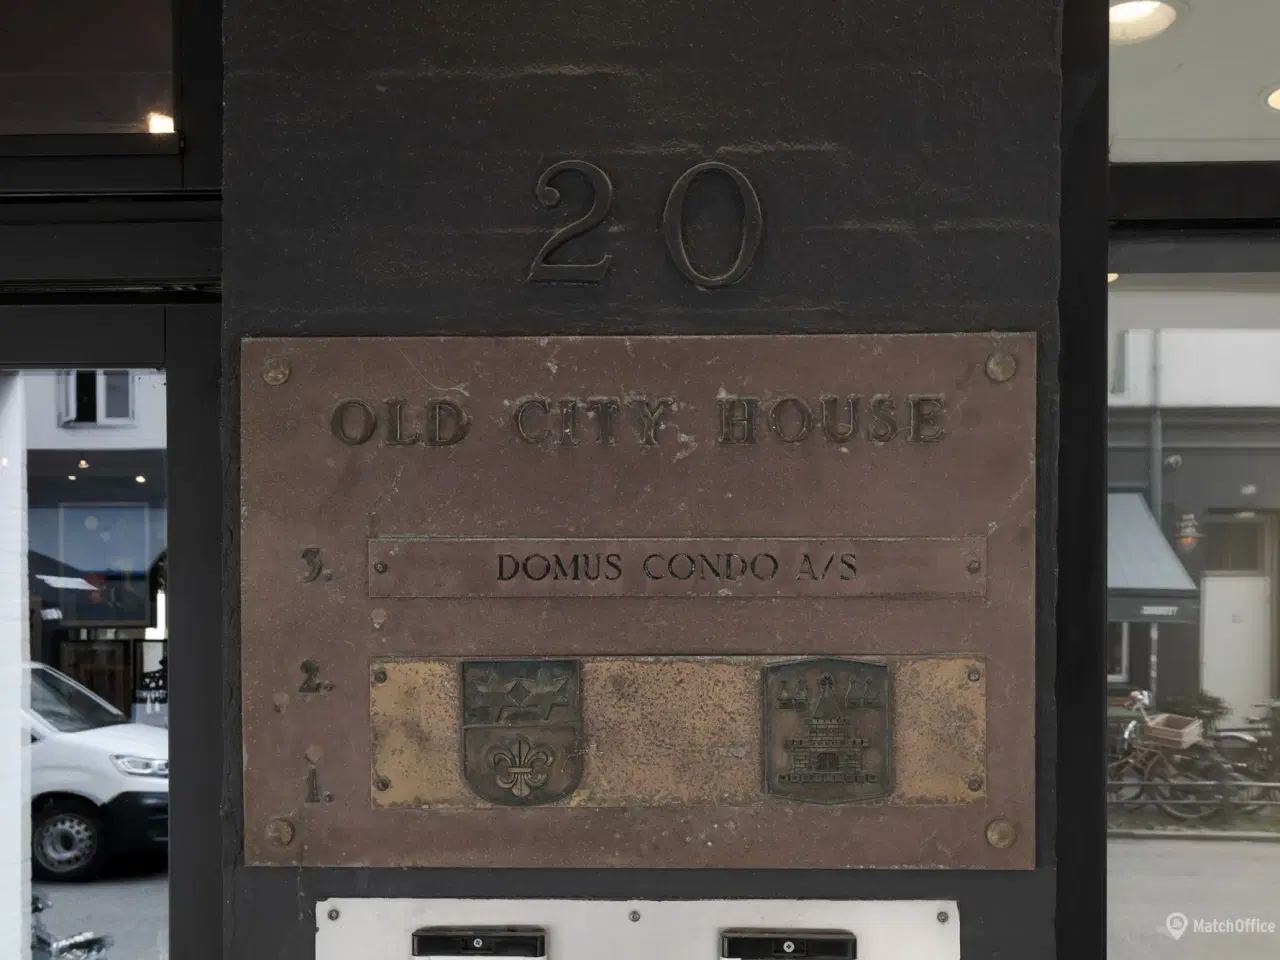 20
OLD CITY HOUSE
3. DOMUS CONDO A/S
2.
1.
MatchOffice